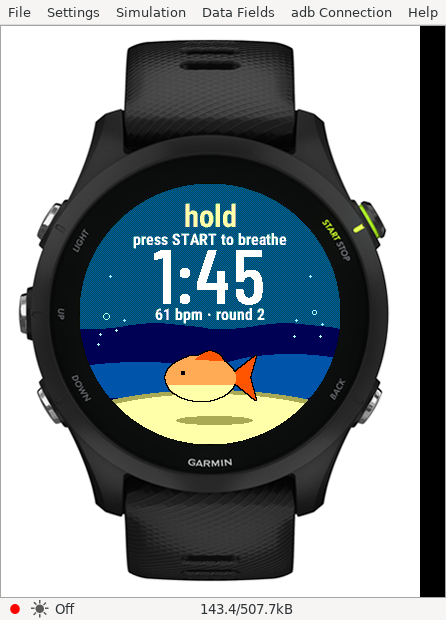 File Settings Simulation Data Fields adb Connection Help
LIGHT
START STOP
hold
press START to breathe
1:45
UP
61 bpm · round 2
DOWN
BACK
GARMIN
Off 143.4/507.7kB